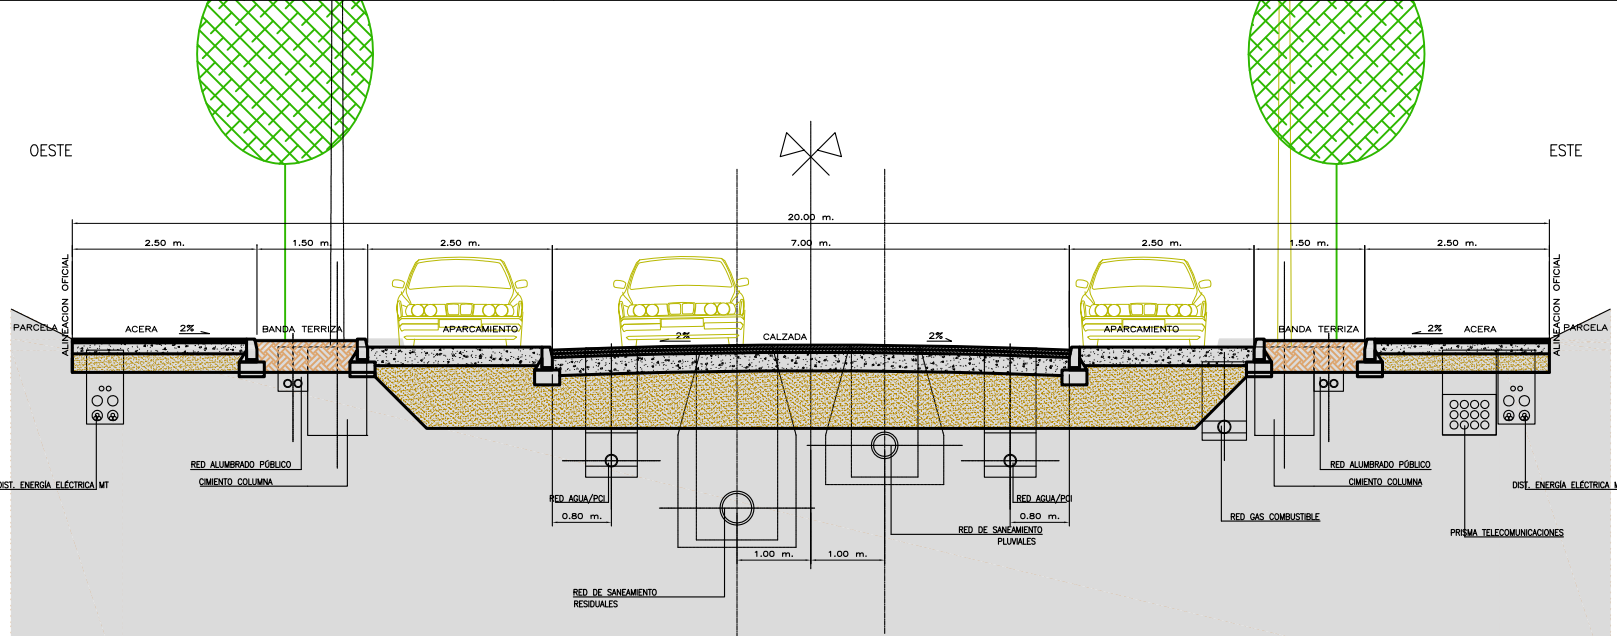 OESTE
ESTE
20.00 m.
2.50 m.
1.50 m.
2.50 m.
7.00 m.
2.50 m.
1.50 m.
2.50 m.
ALINEACION OFICIAL
ALINEACION OFICIAL
PARCELA
ACERA
2%
BANDA TERRIZA
APARCAMIENTO
2%
CALZADA
2%
APARCAMIENTO
BANDA TERRIZA
2%
ACERA
PARCELA
RED ALUMBRADO PÚBLICO
DIST. ENERGÍA ELÉCTRICA MT
CIMIENTO COLUMNA
RED AGUA/PCI
0.80 m.
RED AGUA/PCI
0.80 m.
RED DE SANEAMIENTO
PLUVIALES
1.00 m.
1.00 m.
RED DE SANEAMIENTO
RESIDUALES
RED ALUMBRADO PÚBLICO
CIMIENTO COLUMNA
DIST. ENERGÍA ELÉCTRICA M
RED GAS COMBUSTIBLE
PRISMA TELECOMUNICACIONES